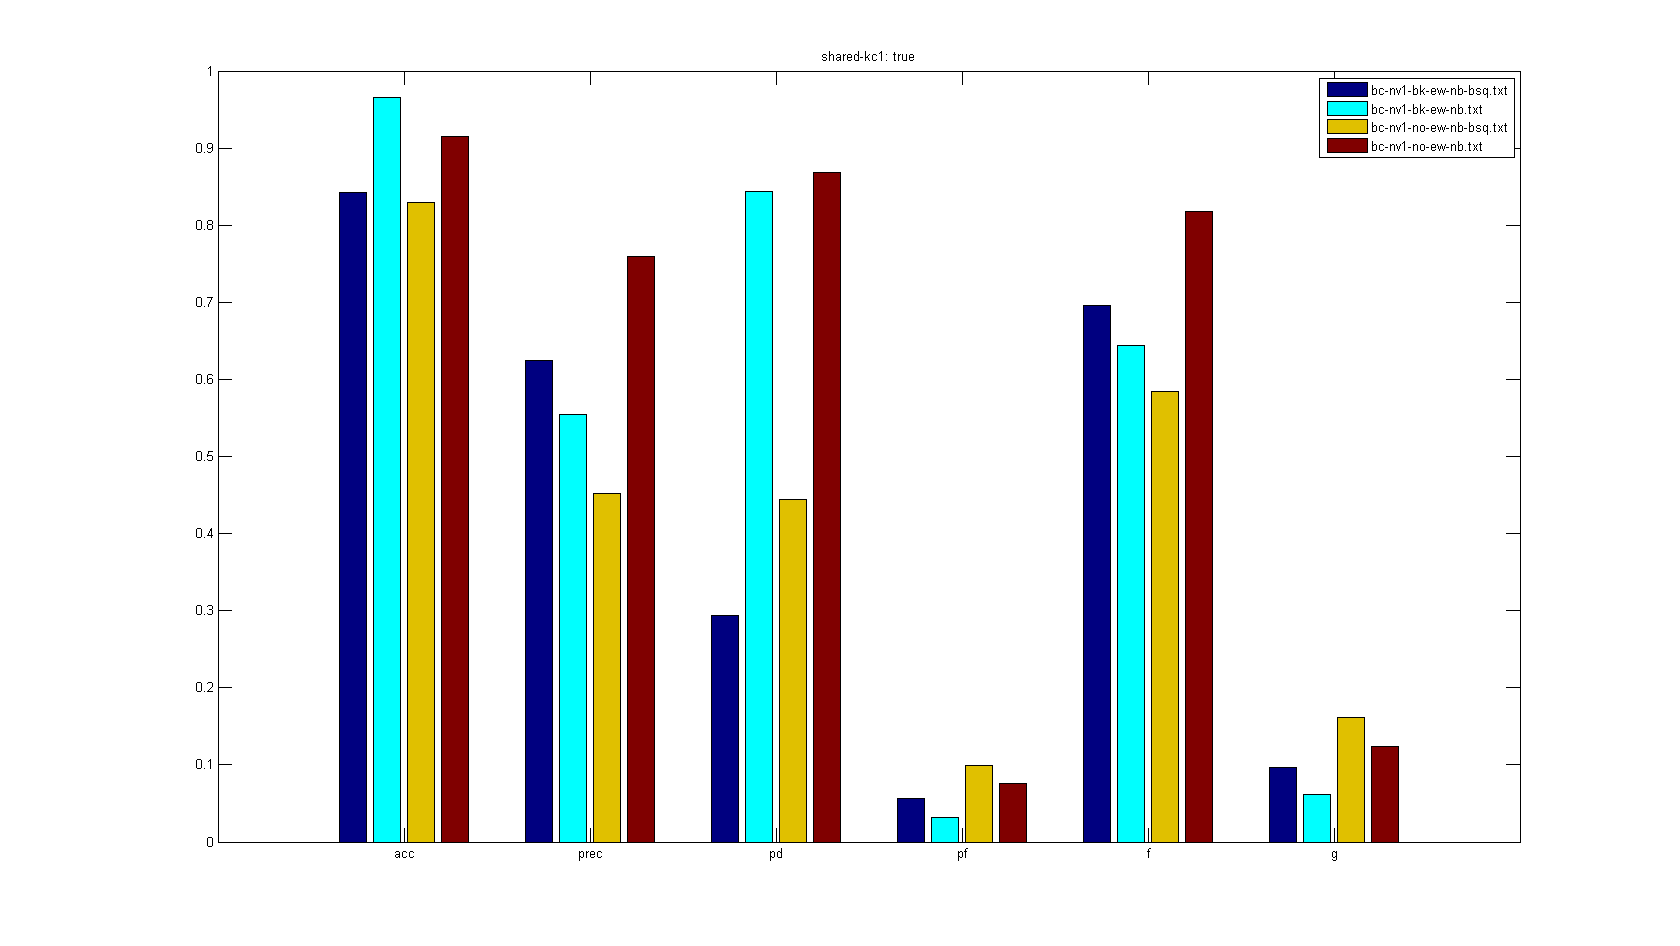 shared-kc1: true
bc-nv1-bk-ew-nb-bsq.txt
bc-nv1-bk-ew-nb.txt
bc-nv1-no-ew-nb-bsq.txt
bc-nv1-no-ew-nb.txt
1
0.9
0.8
0.7
0.6
0.5
0.4
0.3
0.2
0.1
0
acc prec pd pf f g